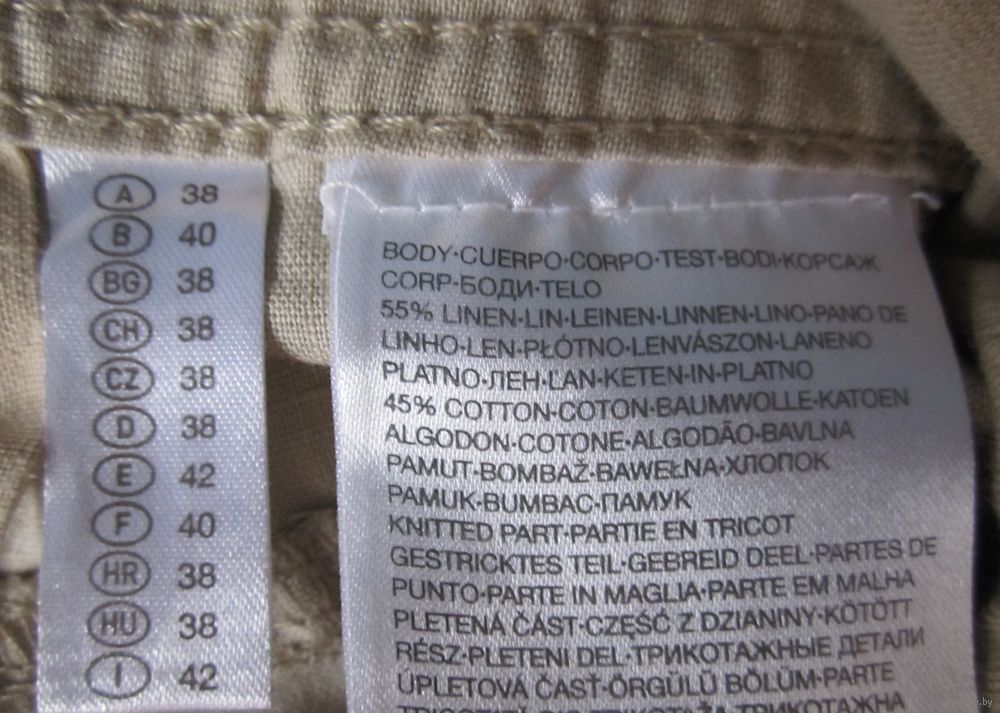 A 38
B 40
BG 38
CH 38
CZ 38
D 38
E 42
F 40
HR 38
HU 38
I 42
BODY·CUERPO·CORPO·TEST·BODI·КОРСАЖ
CORP·БОДИ·TELO
55% LINEN·LIN·LEINEN·LINNEN·LINO·PANO DE
LINHO·LEN·PŁÓTNO·LENVÁSZON·LANENO
PLATNO·ЛЕН·ĽAN·KETEN·IN·PLATNO
45% COTTON·COTON·BAUMWOLLE·KATOEN
ALGODON·COTONE·ALGODÃO·BAVLNA
PAMUT·BOMBAŽ·BAWEŁNA·ХЛОПОК
PAMUK·BUMBAC·ПАМУК
KNITTED PART·PARTIE EN TRICOT
GESTRICKTES TEIL·GEBREID DEEL·PARTES DE
PUNTO·PARTE IN MAGLIA·PARTE EM MALHA
PLETENÁ ČÁST·CZĘŚĆ Z DZIANINY·KÖTÖTT
RÉSZ·PLETENI DEL·ТРИКОТАЖНЫЕ ДЕТАЛИ
ÚPLETOVÁ ČASŤ·ÖRGÜLÜ BÖLÜM·PARTE
ТРИКОТАЖНА